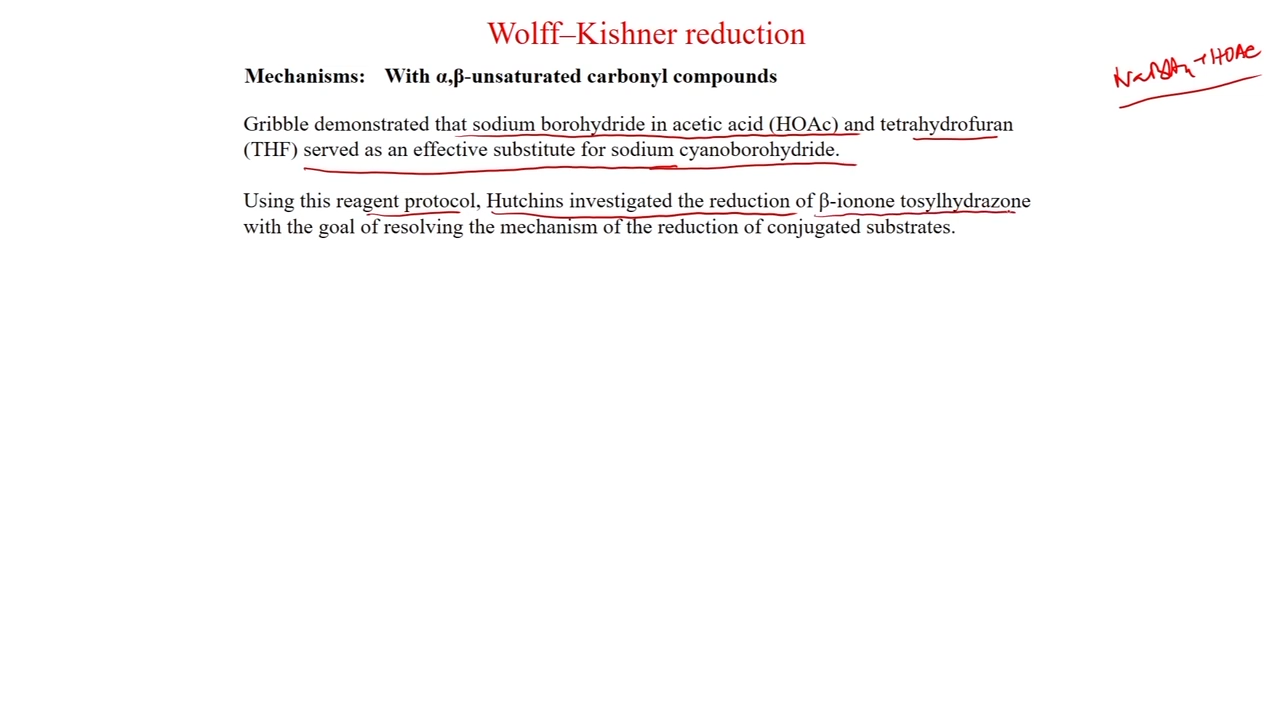 Wolff–Kishner reduction
Mechanisms: With α,β-unsaturated carbonyl compounds
NaBH4 + HOAc
Gribble demonstrated that sodium borohydride in acetic acid (HOAc) and tetrahydrofuran
(THF) served as an effective substitute for sodium cyanoborohydride.
Using this reagent protocol, Hutchins investigated the reduction of β-ionone tosylhydrazone
with the goal of resolving the mechanism of the reduction of conjugated substrates.